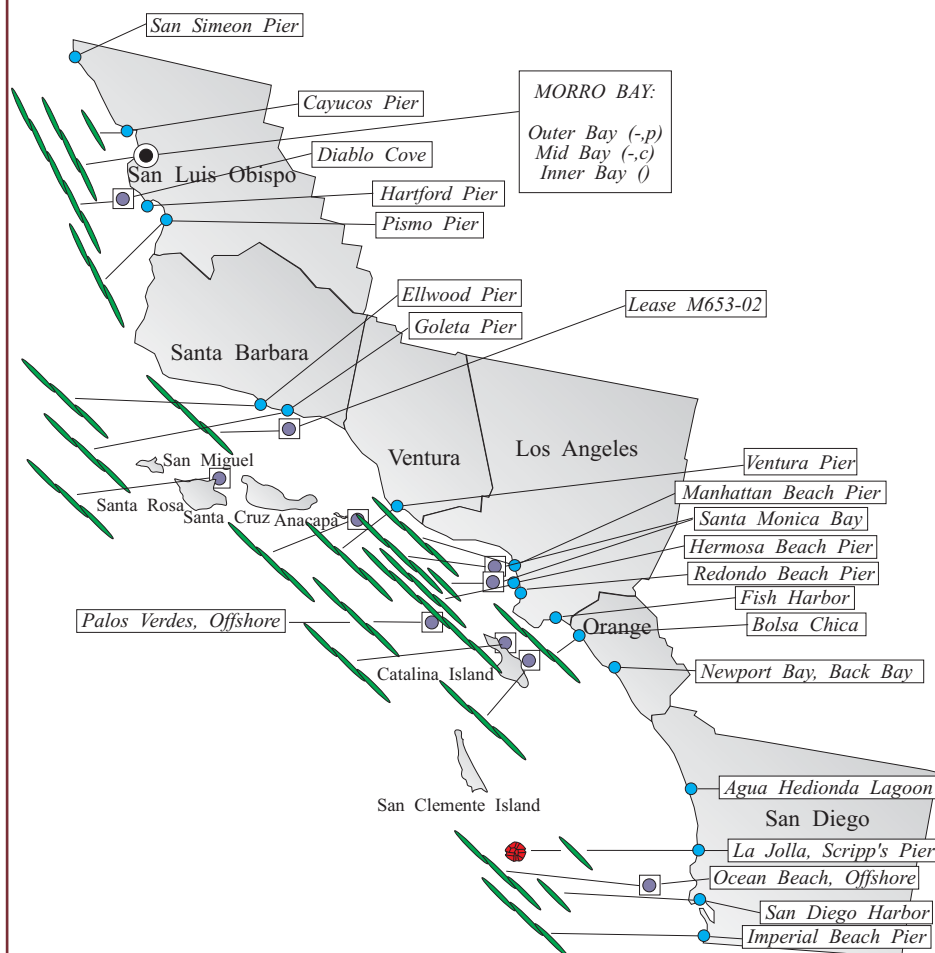 San Simeon Pier
MORRO BAY:
Outer Bay (-,p)
Mid Bay (-,c)
Inner Bay ()
Cayucos Pier
Diablo Cove
San Luis Obispo
Hartford Pier
Pismo Pier
Ellwood Pier
Lease M653-02
Goleta Pier
Santa Barbara
Los Angeles
Ventura
San Miguel
Ventura Pier
Santa Rosa
Manhattan Beach Pier
Santa Cruz
Anacapa
Santa Monica Bay
Hermosa Beach Pier
Redondo Beach Pier
Fish Harbor
Palos Verdes, Offshore
Orange
Bolsa Chica
Catalina Island
Newport Bay, Back Bay
Agua Hedionda Lagoon
San Clemente Island
San Diego
La Jolla, Scripp's Pier
Ocean Beach, Offshore
San Diego Harbor
Imperial Beach Pier